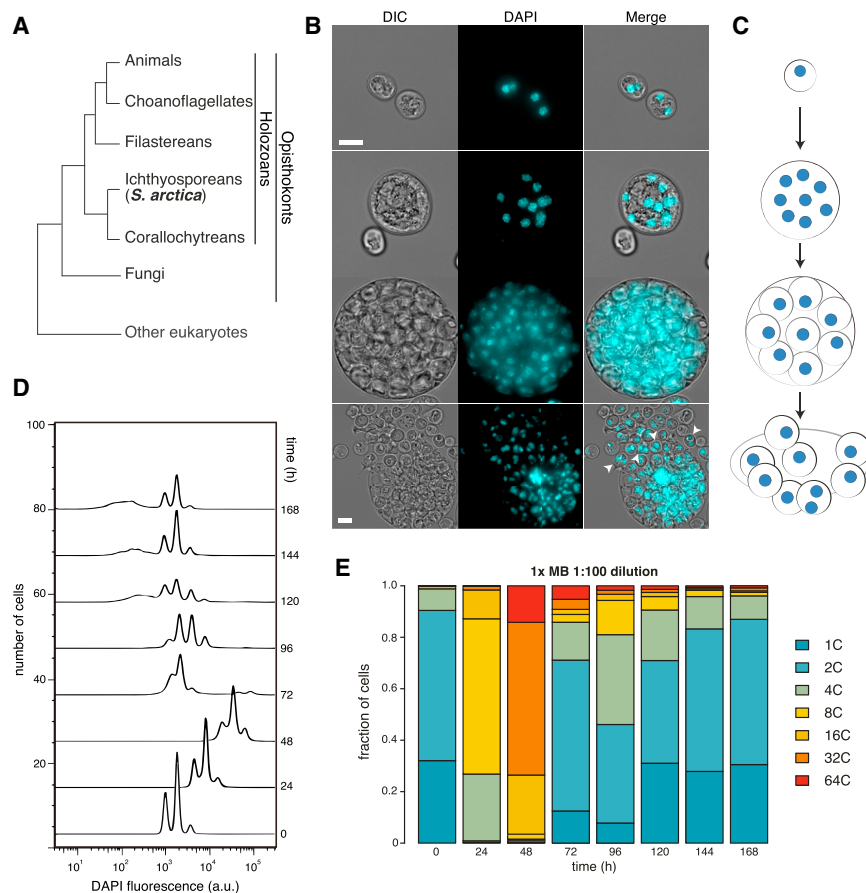 A
Animals
Choanoflagellates
Filastereans
Ichthyosporeans
(S. arctica)
Corallochytreans
Fungi
Other eukaryotes
Holozoans
Opisthokonts
B
DIC
DAPI
Merge
C
D
100
80
60
40
20
number of cells
time (h)
168
144
120
96
72
48
24
0
10¹
10²
10³
10⁴
10⁵
DAPI fluorescence (a.u.)
E
1x MB 1:100 dilution
1.0
0.8
0.6
0.4
0.2
0
fraction of cells
0
24
48
72
96
120
144
168
time (h)
1C
2C
4C
8C
16C
32C
64C